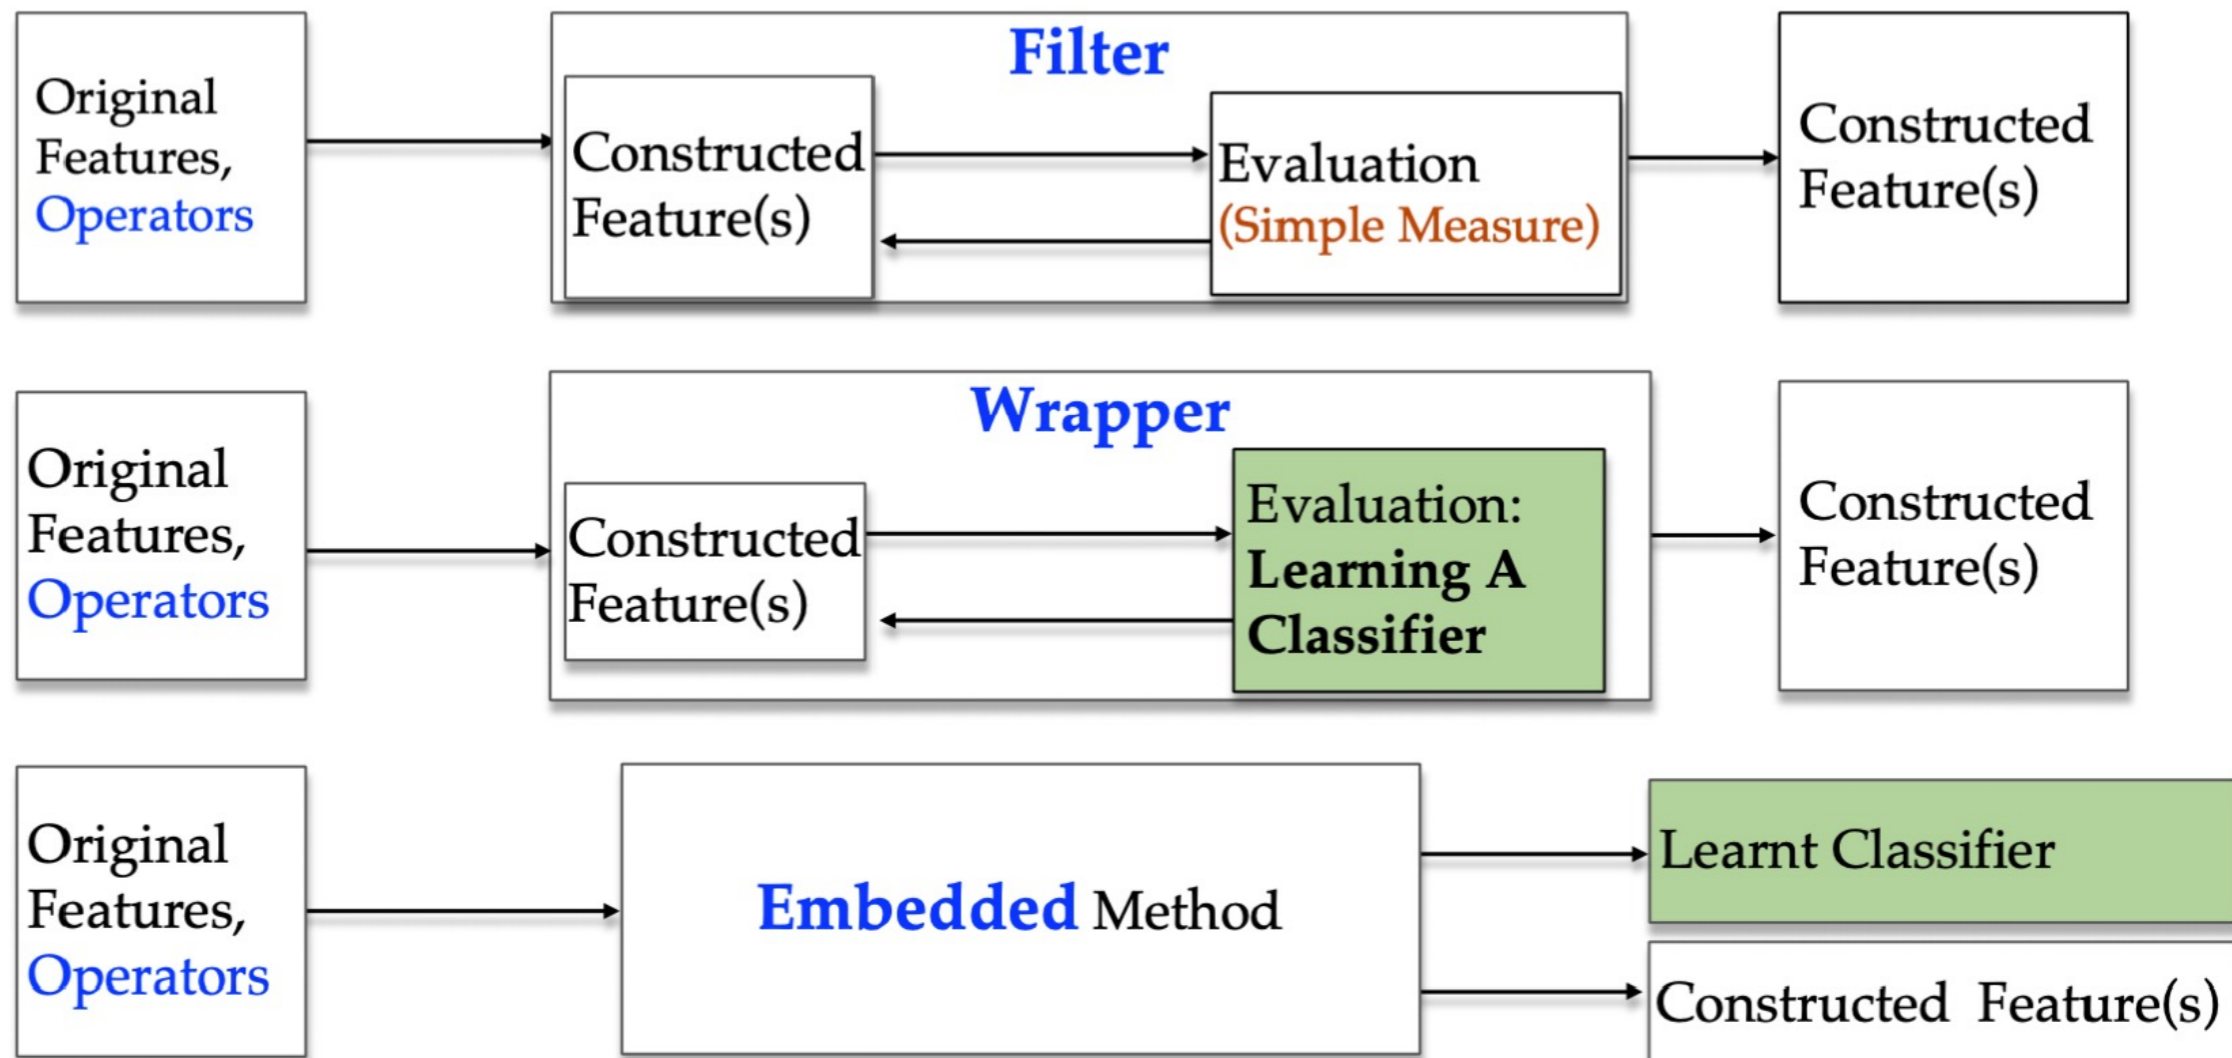 Original
Features,
Operators
Filter
Constructed
Feature(s)
Evaluation
(Simple Measure)
Constructed
Feature(s)
Original
Features,
Operators
Wrapper
Constructed
Feature(s)
Evaluation:
Learning A
Classifier
Constructed
Feature(s)
Original
Features,
Operators
Embedded Method
Learnt Classifier
Constructed Feature(s)